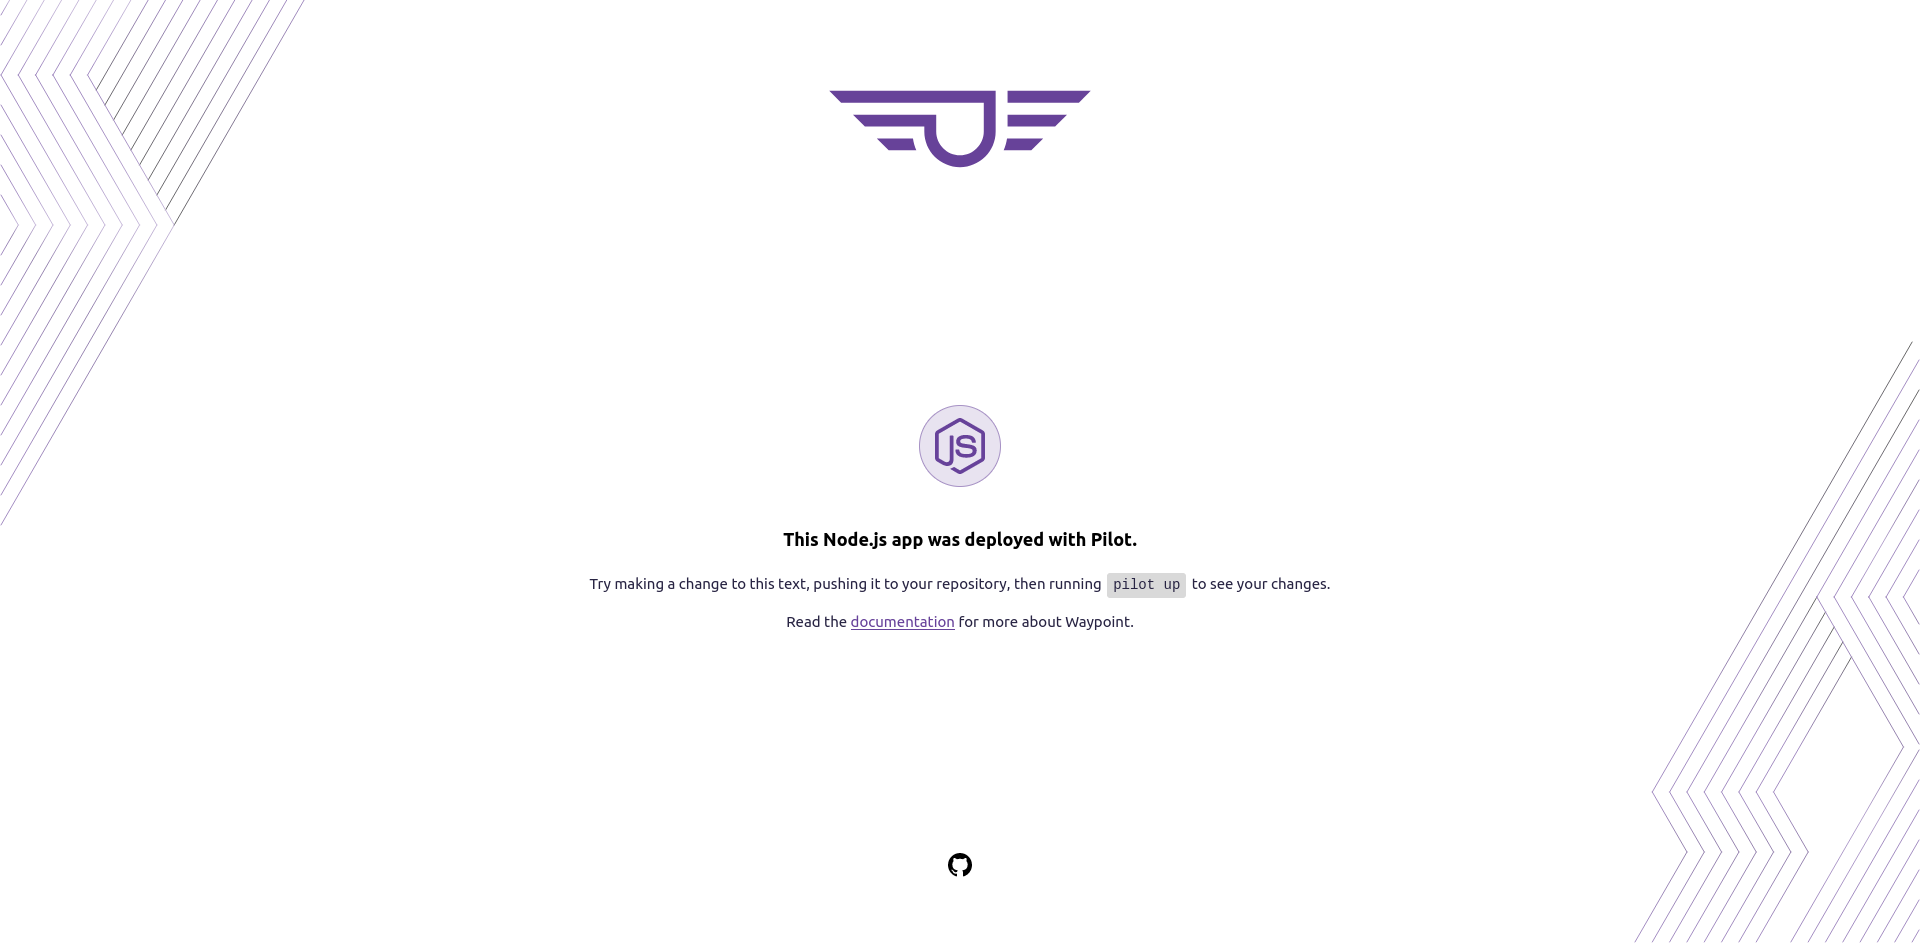 JS
This Node.js app was deployed with Pilot.
Try making a change to this text, pushing it to your repository, then running pilot up to see your changes.
Read the documentation for more about Waypoint.